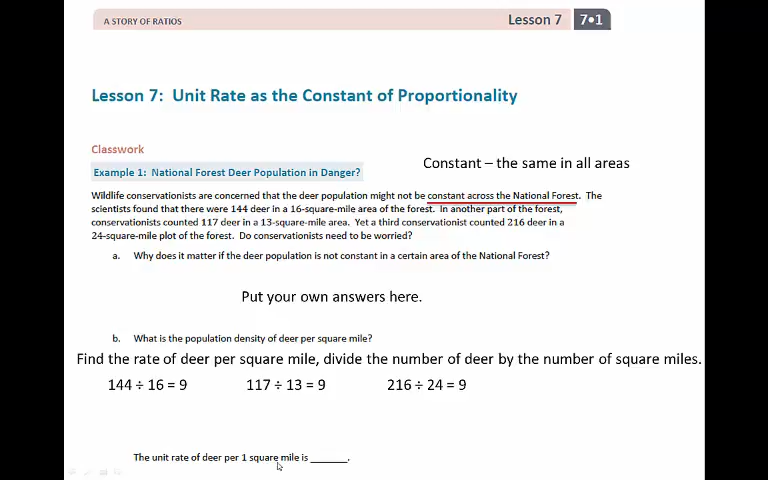 A STORY OF RATIOS
Lesson 7
7•1
Lesson 7: Unit Rate as the Constant of Proportionality
Classwork
Constant – the same in all areas
Example 1: National Forest Deer Population in Danger?
Wildlife conservationists are concerned that the deer population might not be constant across the National Forest. The
scientists found that there were 144 deer in a 16-square-mile area of the forest. In another part of the forest,
conservationists counted 117 deer in a 13-square-mile area. Yet a third conservationist counted 216 deer in a
24-square-mile plot of the forest. Do conservationists need to be worried?
a. Why does it matter if the deer population is not constant in a certain area of the National Forest?
Put your own answers here.
b. What is the population density of deer per square mile?
Find the rate of deer per square mile, divide the number of deer by the number of square miles.
144 ÷ 16 = 9 117 ÷ 13 = 9 216 ÷ 24 = 9
The unit rate of deer per 1 square mile is _______.